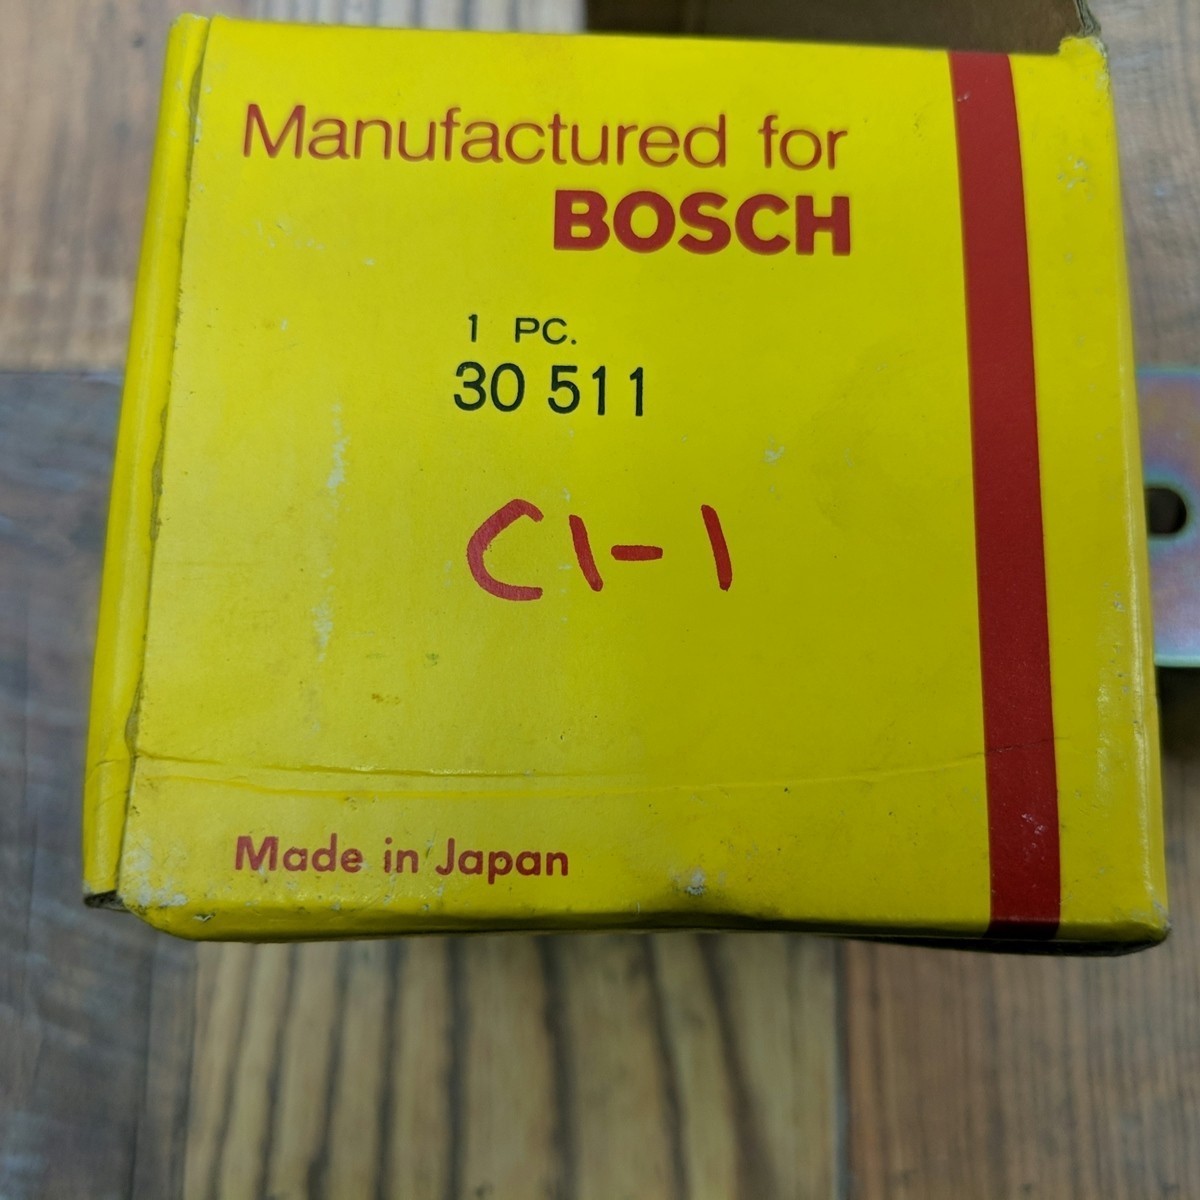 Manufactured for
BOSCH
1 PC.
30 511
C1-1
Made in Japan